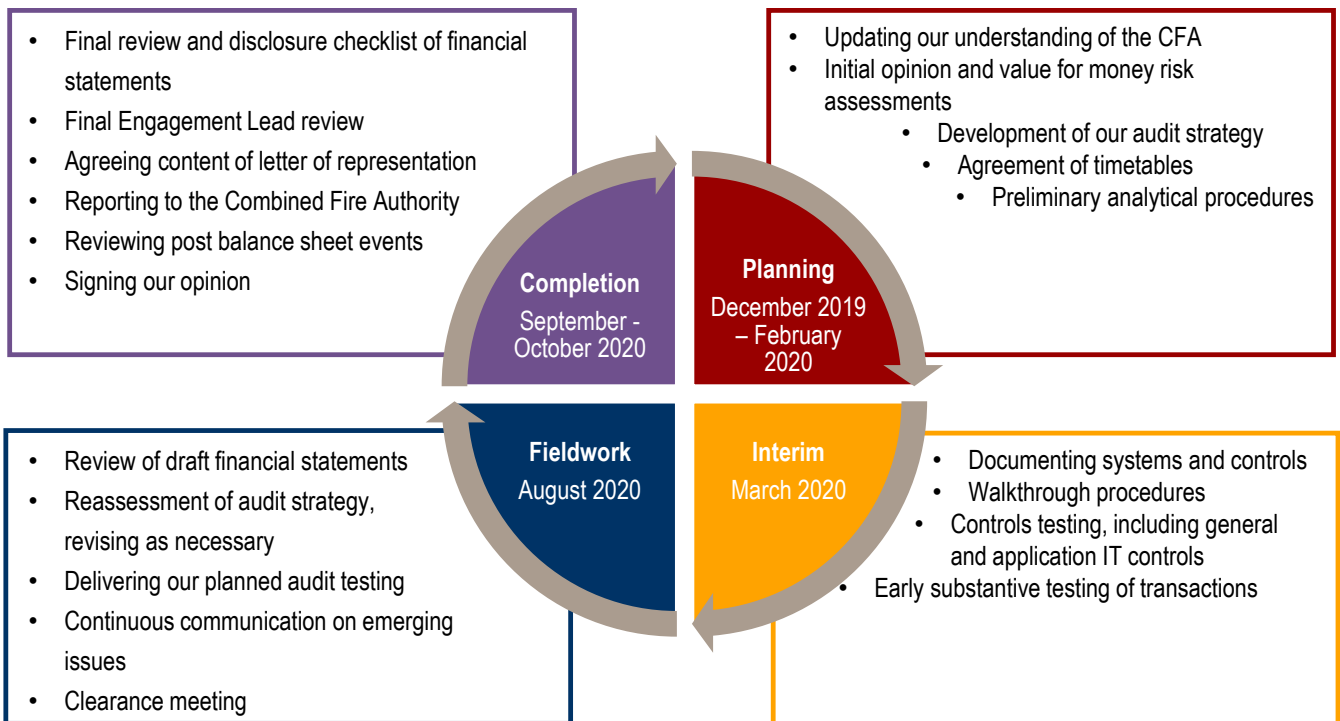 • Final review and disclosure checklist of financial
statements
• Final Engagement Lead review
• Agreeing content of letter of representation
• Reporting to the Combined Fire Authority
• Reviewing post balance sheet events
• Signing our opinion
• Updating our understanding of the CFA
• Initial opinion and value for money risk
assessments
• Development of our audit strategy
• Agreement of timetables
• Preliminary analytical procedures
Completion
September -
October 2020
Planning
December 2019
– February
2020
Fieldwork
August 2020
Interim
March 2020
• Review of draft financial statements
• Reassessment of audit strategy,
revising as necessary
• Delivering our planned audit testing
• Continuous communication on emerging
issues
• Clearance meeting
• Documenting systems and controls
• Walkthrough procedures
• Controls testing, including general
and application IT controls
• Early substantive testing of transactions